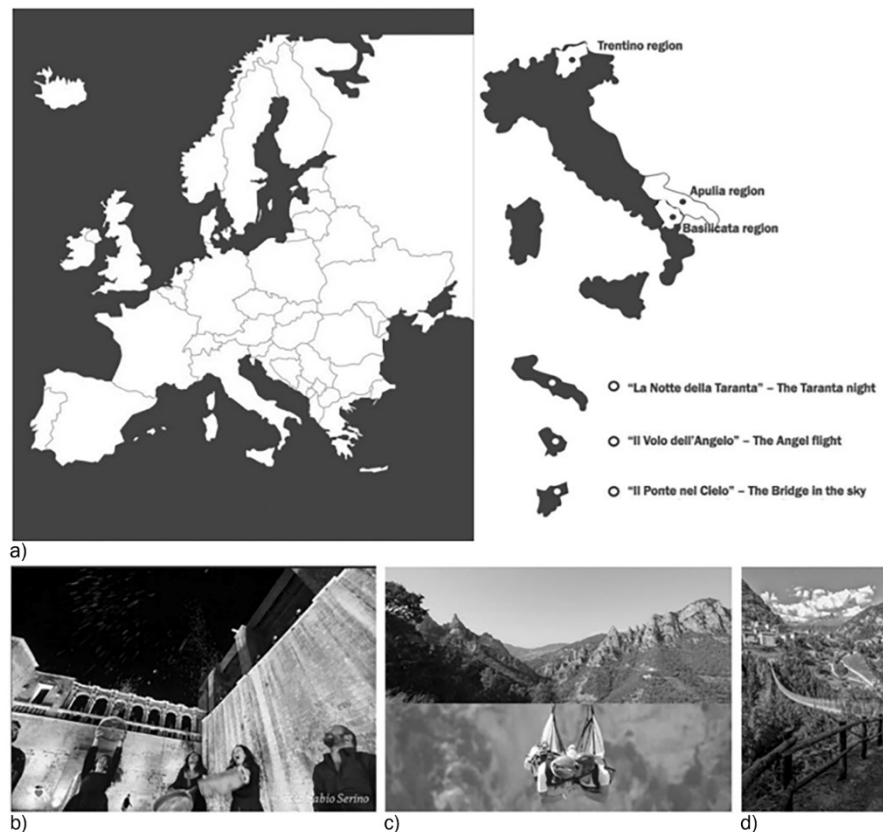 Trentino region
Apulia region
Basilicata region
"La Notte della Taranta" – The Taranta night
"Il Volo dell'Angelo" – The Angel flight
"Il Ponte nel Cielo" – The Bridge in the sky
a)
Fabio Serino
b)
c)
d)